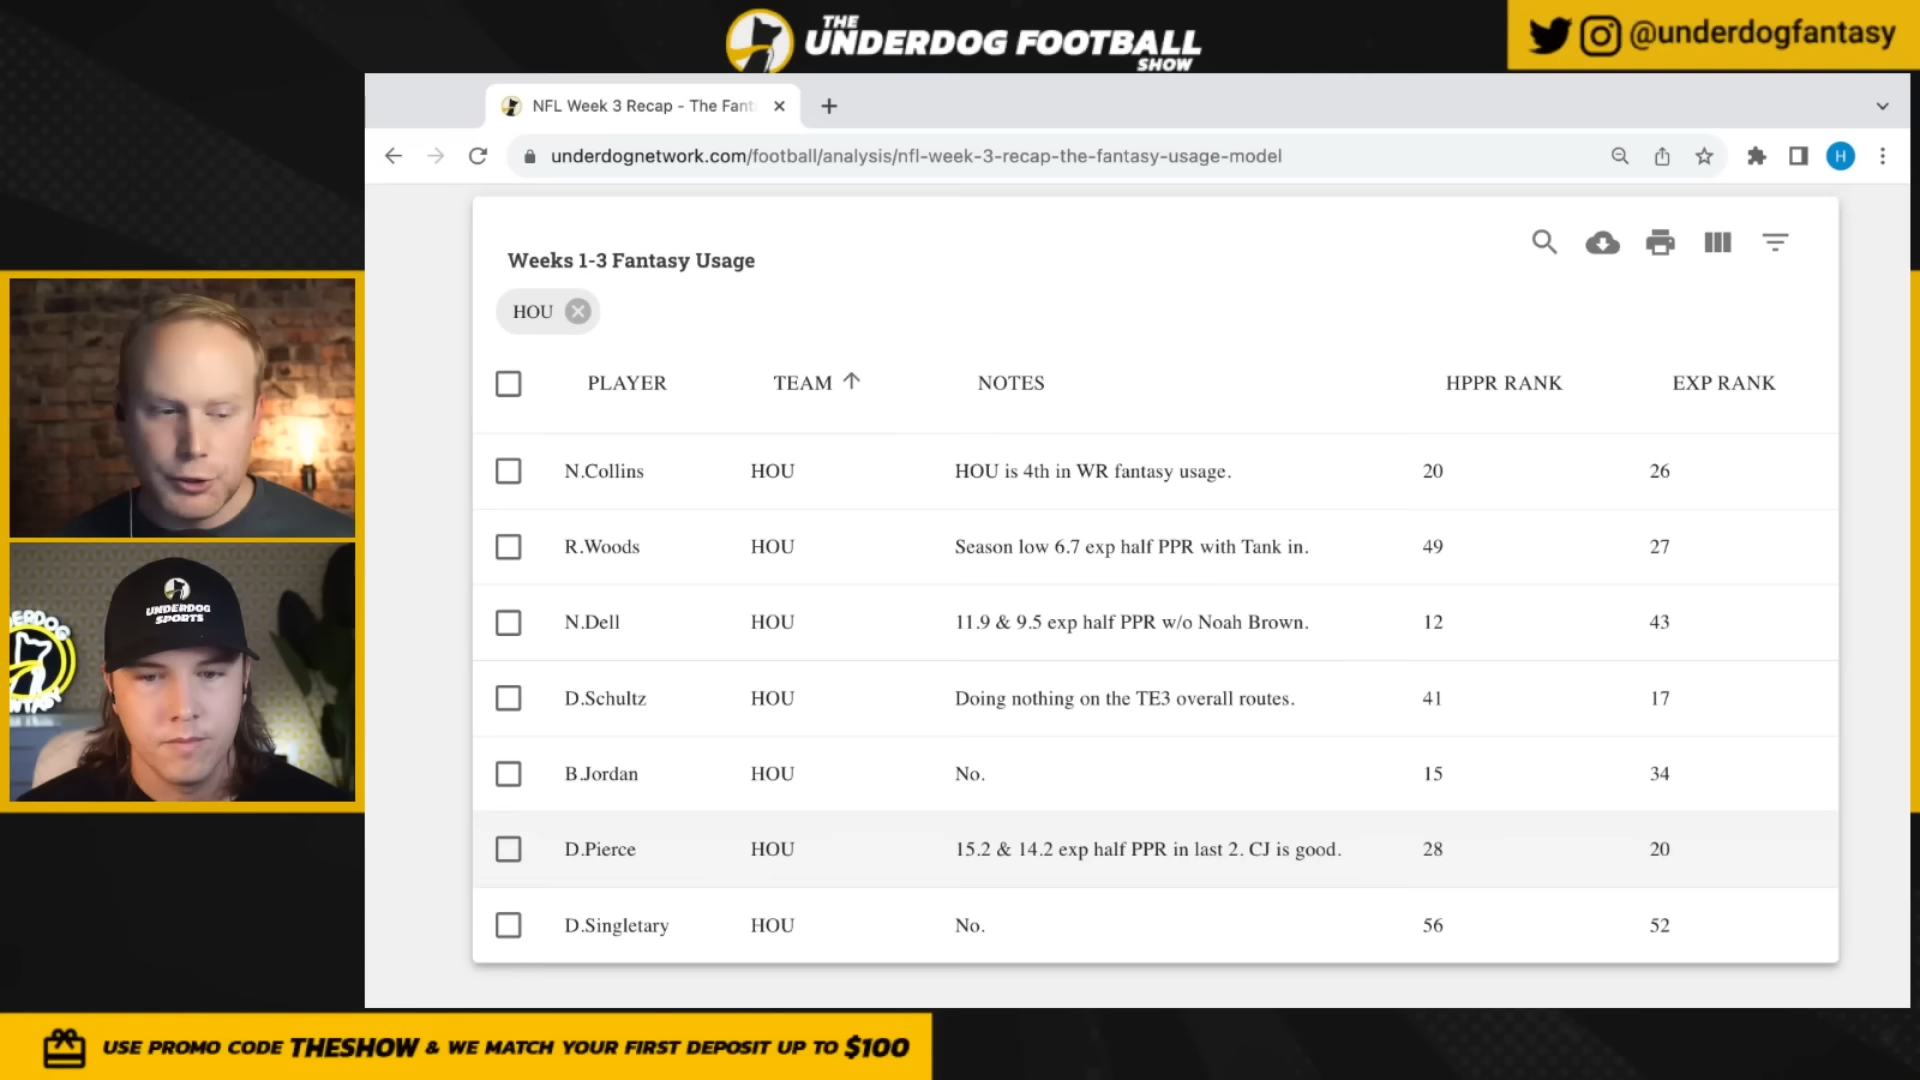 THE
UNDERDOG FOOTBALL
SHOW
@underdogfantasy
NFL Week 3 Recap - The Fant
underdognetwork.com/football/analysis/nfl-week-3-recap-the-fantasy-usage-model
H
Weeks 1-3 Fantasy Usage
HOU
PLAYER TEAM NOTES HPPR RANK EXP RANK
N.Collins HOU HOU is 4th in WR fantasy usage. 20 26
R.Woods HOU Season low 6.7 exp half PPR with Tank in. 49 27
N.Dell HOU 11.9 & 9.5 exp half PPR w/o Noah Brown. 12 43
D.Schultz HOU Doing nothing on the TE3 overall routes. 41 17
B.Jordan HOU No. 15 34
D.Pierce HOU 15.2 & 14.2 exp half PPR in last 2. CJ is good. 28 20
D.Singletary HOU No. 56 52
UNDERDOG
SPORTS
USE PROMO CODE THESHOW & WE MATCH YOUR FIRST DEPOSIT UP TO $100